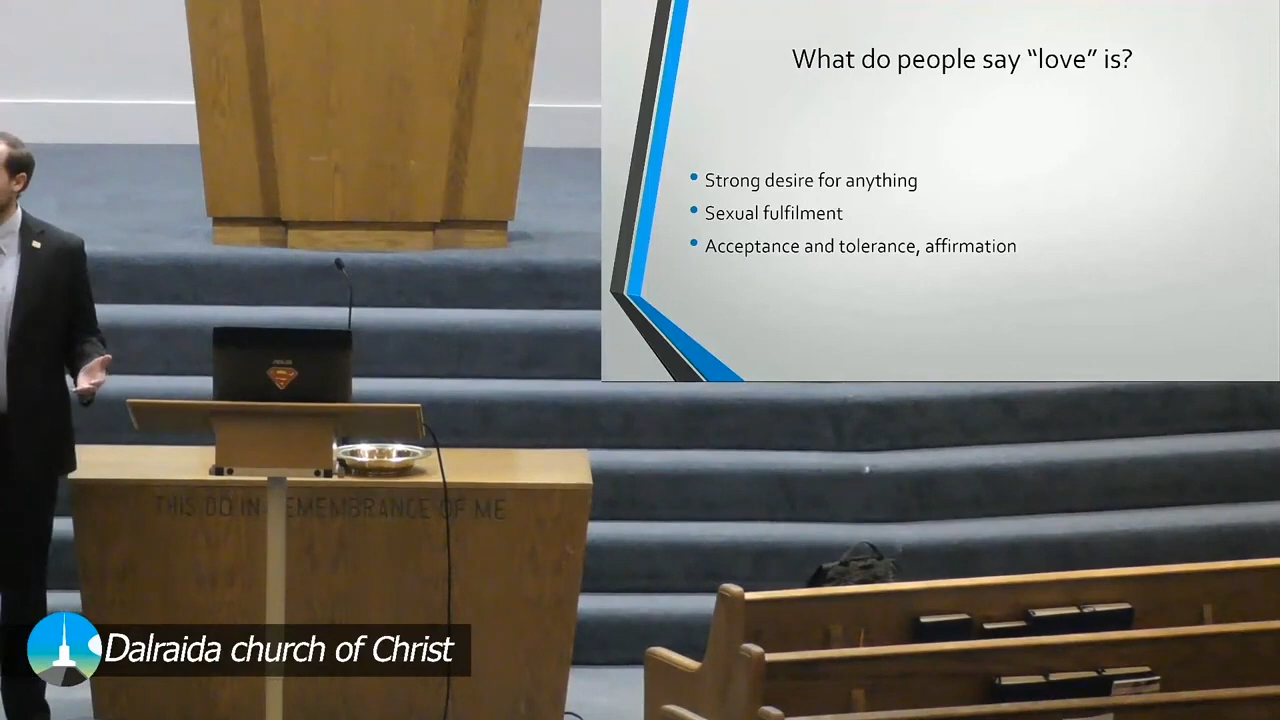 What do people say “love” is?
Strong desire for anything
Sexual fulfilment
Acceptance and tolerance, affirmation
ASUS
THIS DO IN REMEMBRANCE OF ME
Dalraida church of Christ